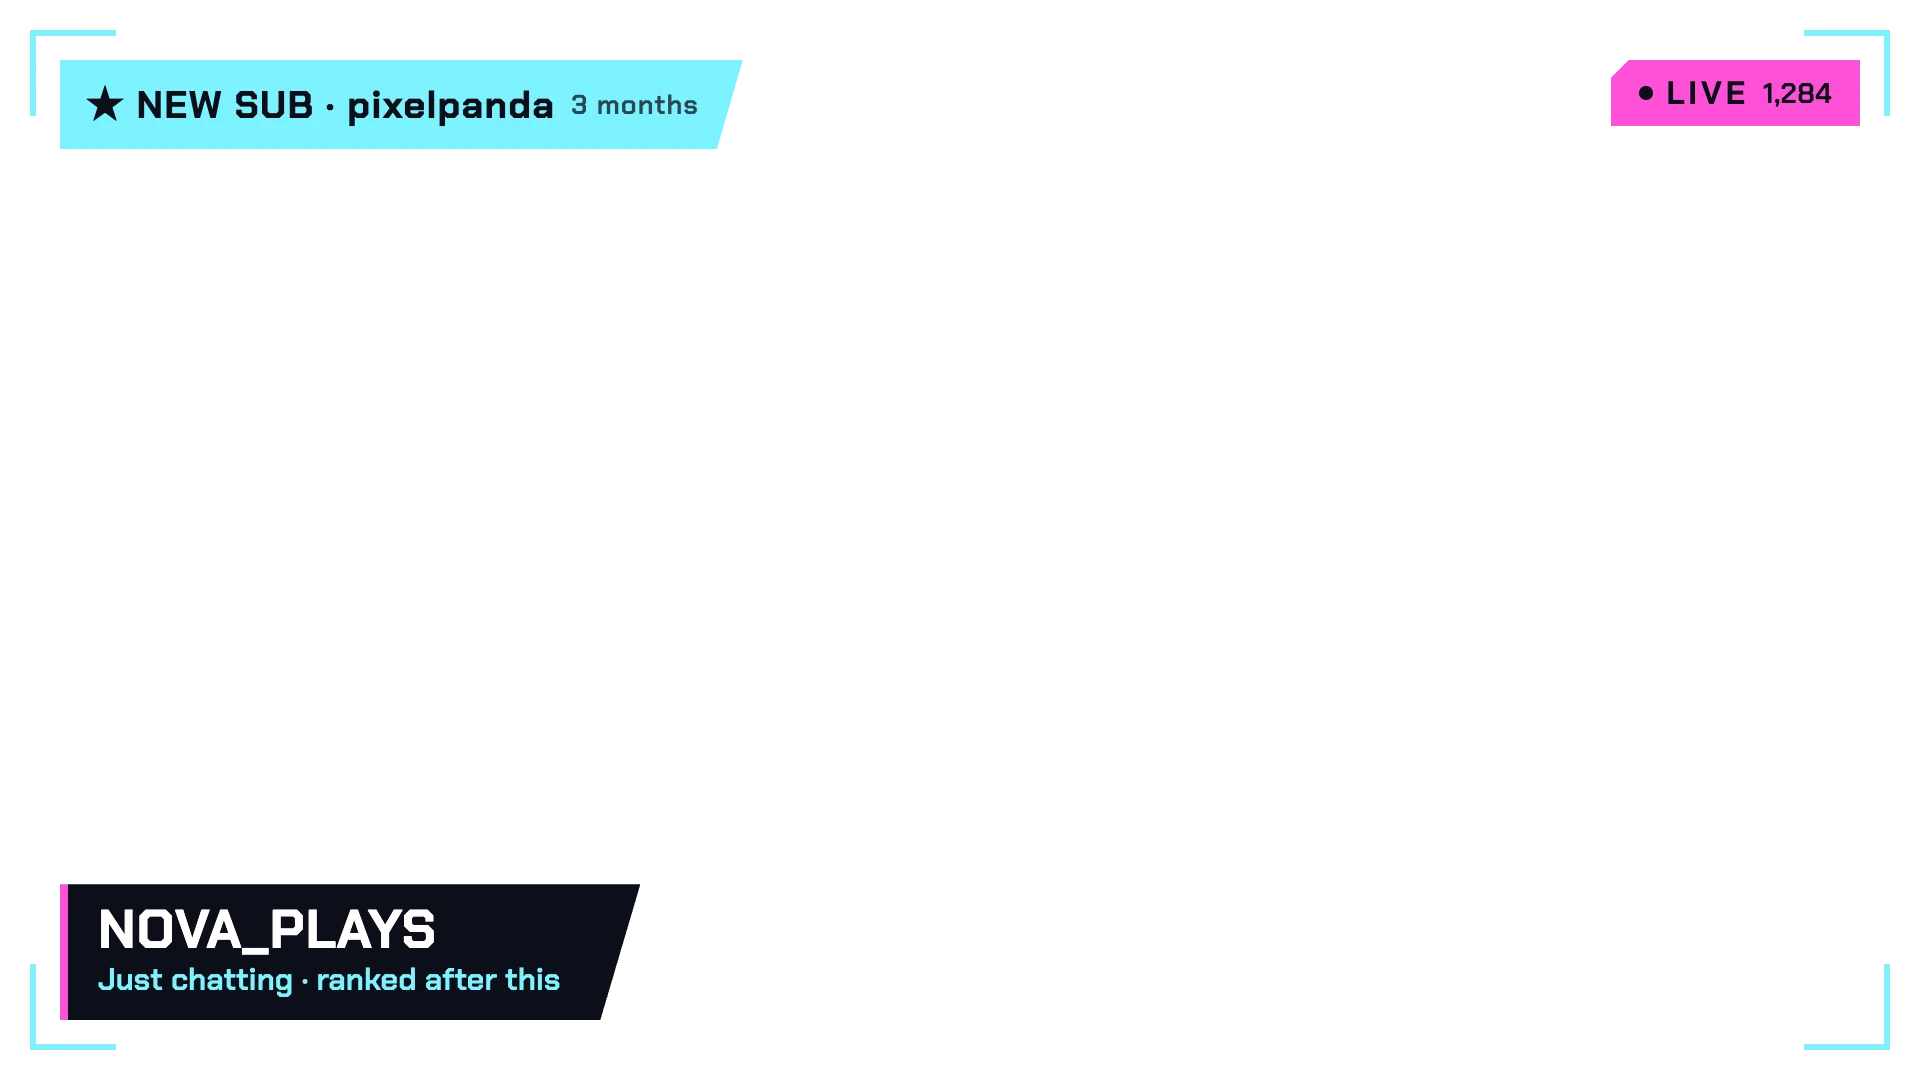 ★ NEW SUB · pixelpanda 3 months
LIVE 1,284
NOVA_PLAYS
Just chatting · ranked after this